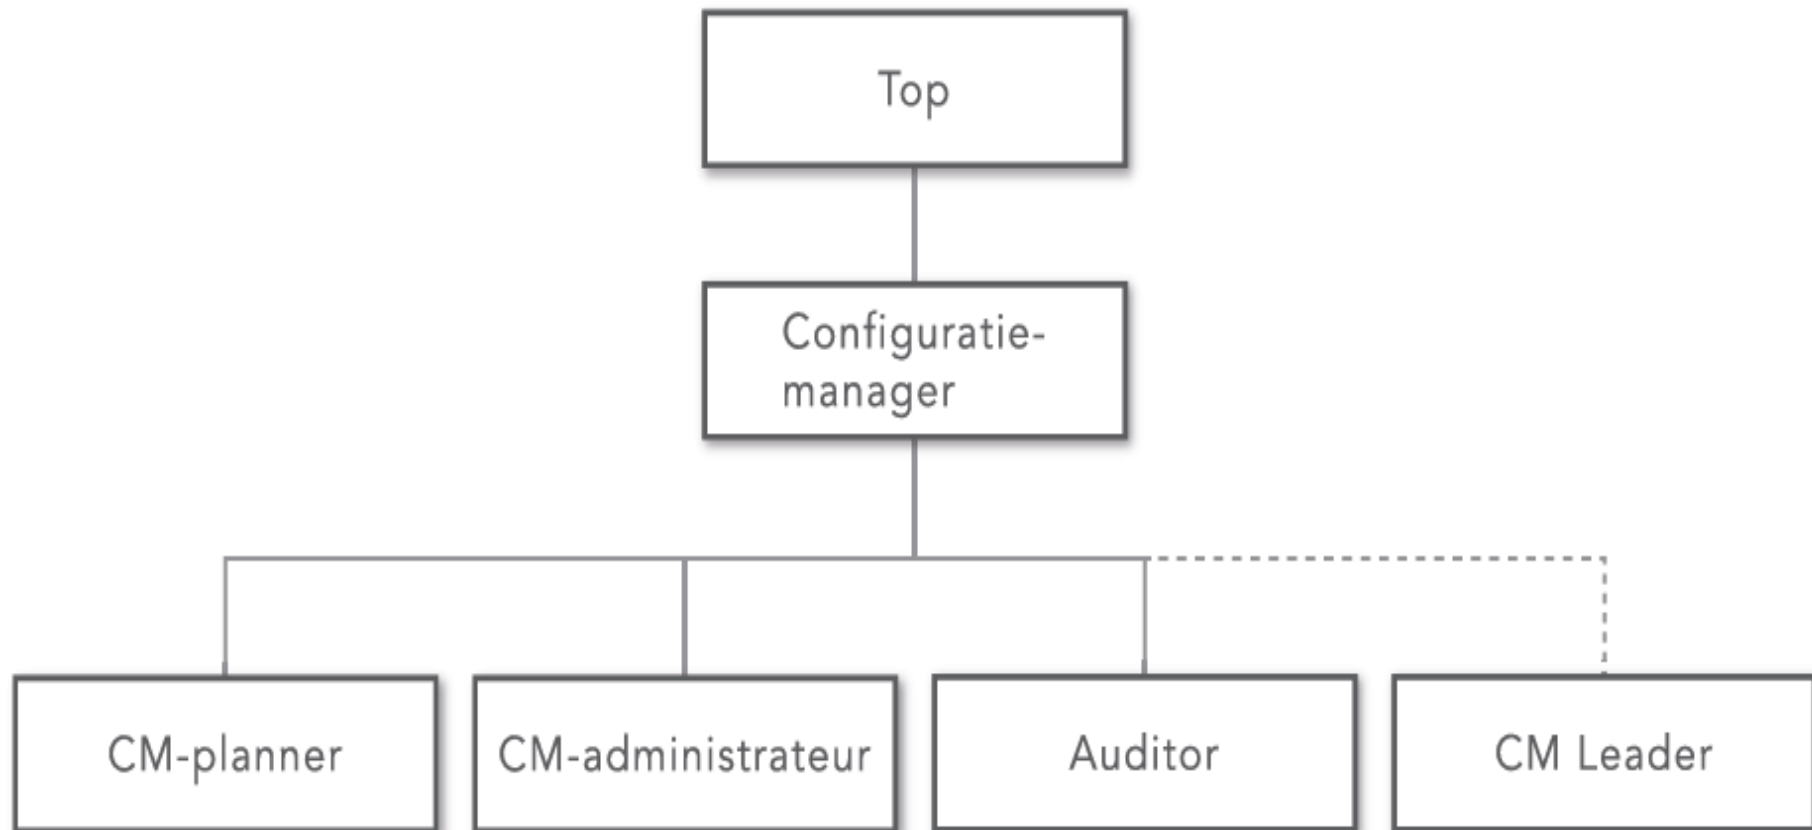 Top
Configuratie-
manager
CM-planner
CM-administrateur
Auditor
CM Leader